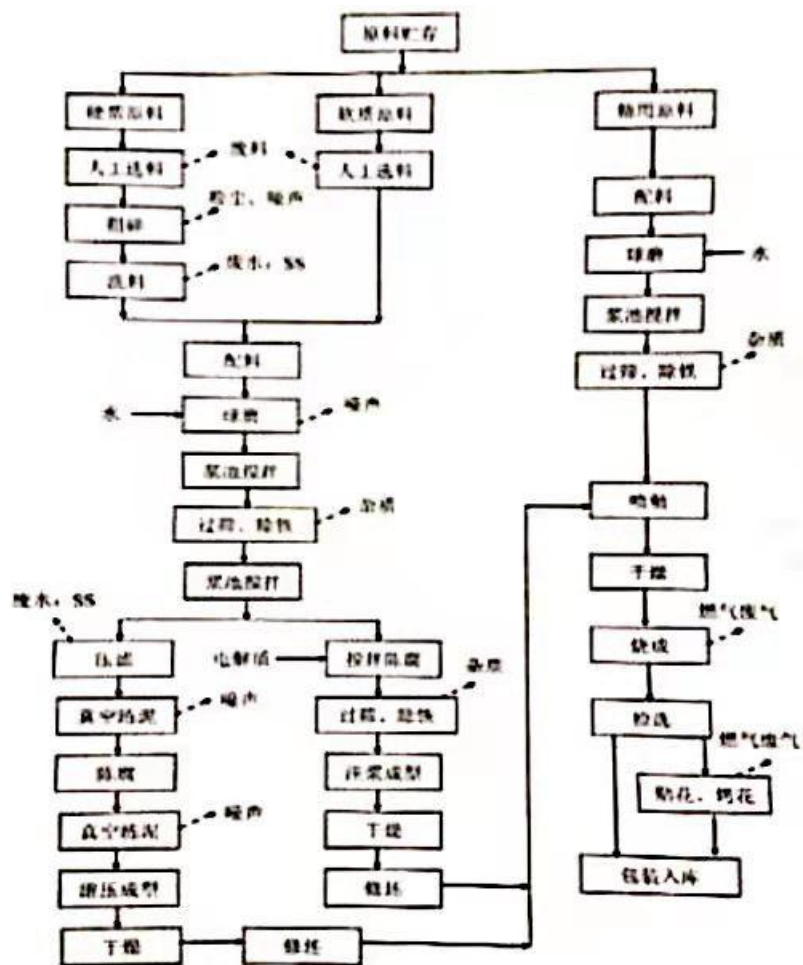 原料贮存
硬质原料
软质原料
釉用原料
人工选料
废料
人工选料
粗碎
粉尘、噪声
洗料
废水：SS
配料
球磨
水
浆池搅拌
过筛、除铁
杂质
配料
水
球磨
噪声
浆池搅拌
过筛、除铁
杂质
浆池搅拌
废水：SS
压滤
电解质
搅拌陈腐
真空练泥
噪声
过筛、除铁
杂质
陈腐
注浆成型
真空练泥
噪声
干燥
滚压成型
修坯
干燥
修坯
喷釉
干燥
烧成
燃气废气
检选
贴花、烤花
燃气废气
包装入库